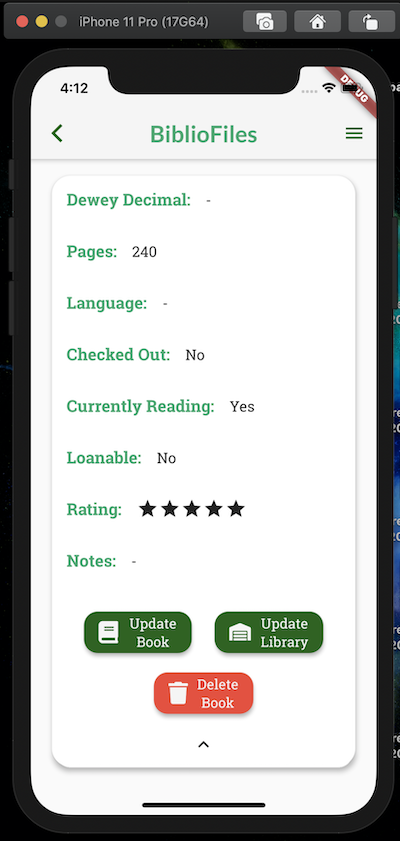 iPhone 11 Pro (17G64)
4:12
DEBUG
BiblioFiles
Dewey Decimal: -
Pages: 240
Language: -
Checked Out: No
Currently Reading: Yes
Loanable: No
Rating:
Notes: -
Update
Book
Update
Library
Delete
Book